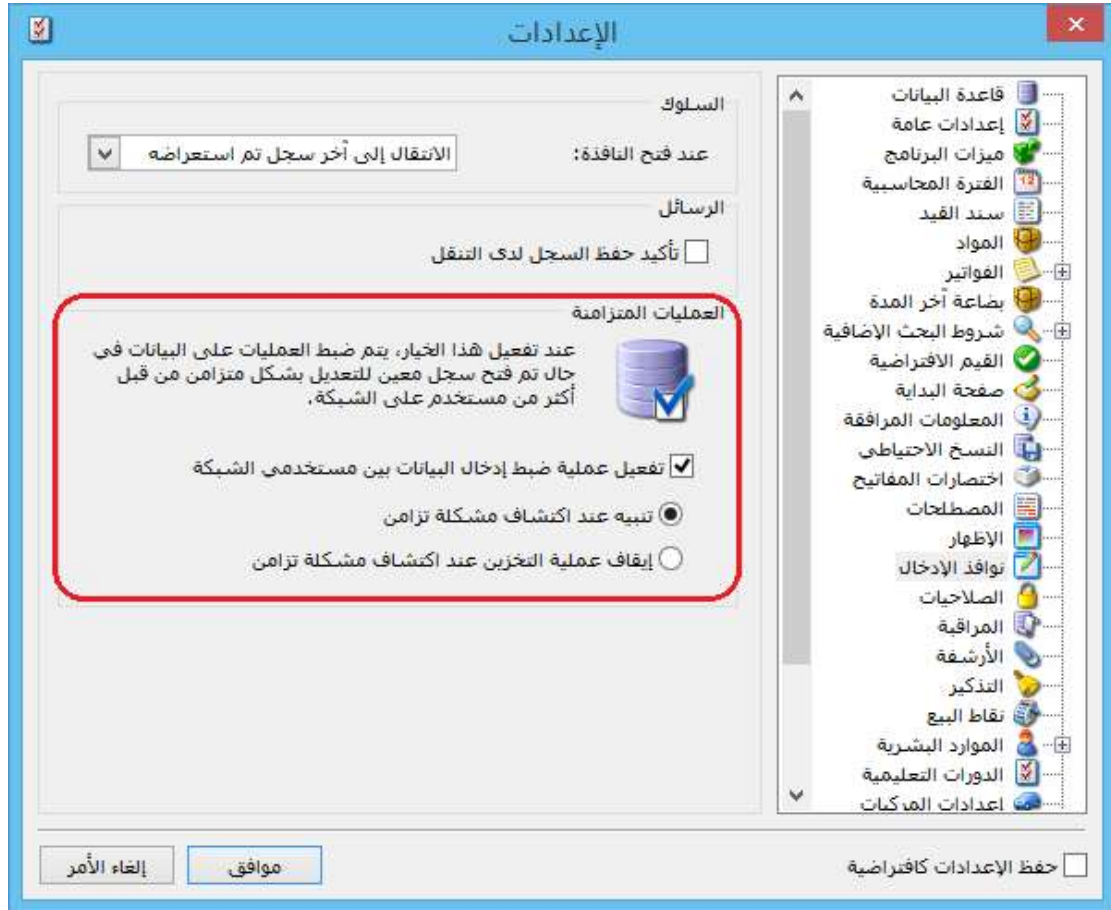 الإعدادات
قاعدة البيانات
إعدادات عامة
ميزات البرنامج
الفترة المحاسبية
سند القيد
المواد
الفواتير
بضاعة آخر المدة
شروط البحث الإضافية
القيم الافتراضية
صفحة البداية
المعلومات المرافقة
النسخ الاحتياطي
اختصارات المفاتيح
المصطلحات
الإظهار
نوافذ الإدخال
الصلاحيات
المراقبة
الأرشفة
التذكير
نقاط البيع
الموارد البشرية
الدورات التعليمية
إعدادات المركبات
السلوك
عند فتح النافذة: الانتقال إلى آخر سجل تم استعراضه
الرسائل
تأكيد حفظ السجل لدى التنقل
العمليات المتزامنة
عند تفعيل هذا الخيار، يتم ضبط العمليات على البيانات في
حال تم فتح سجل معين للتعديل بشكل متزامن من قبل
أكثر من مستخدم على الشبكة.
تفعيل عملية ضبط إدخال البيانات بين مستخدمي الشبكة
تنبيه عند اكتشاف مشكلة تزامن
إيقاف عملية التخزين عند اكتشاف مشكلة تزامن
حفظ الإعدادات كافتراضية
موافق
إلغاء الأمر